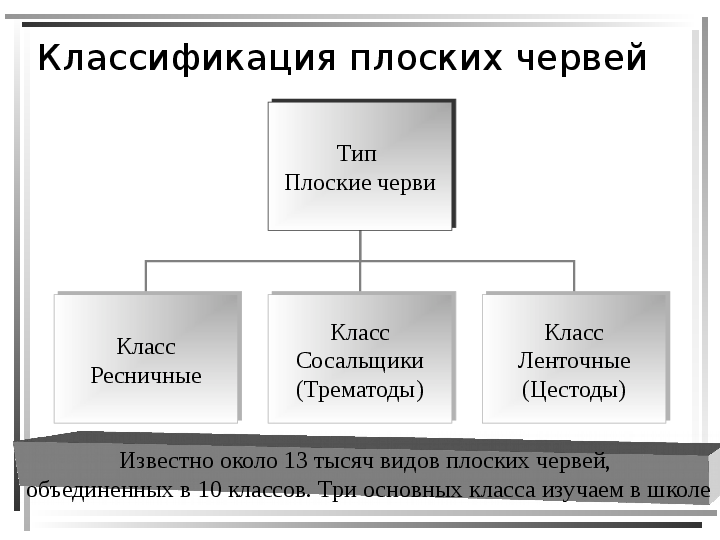 Классификация плоских червей
Тип
Плоские черви
Класс
Ресничные
Класс
Сосальщики
(Трематоды)
Класс
Ленточные
(Цестоды)
Известно около 13 тысяч видов плоских червей,
объединенных в 10 классов. Три основных класса изучаем в школе